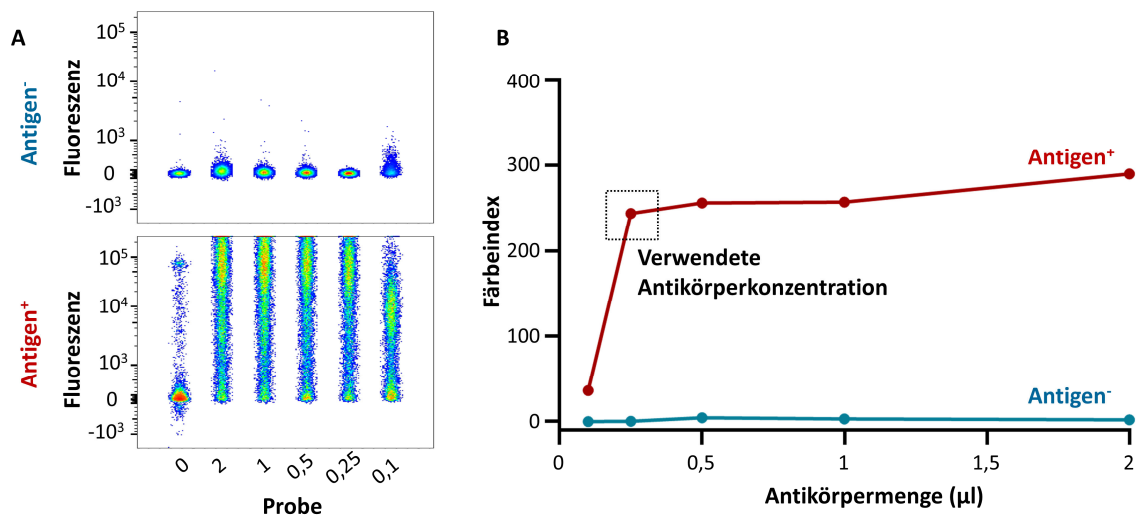 A
Antigen⁻
Fluoreszenz
10⁵
10⁴
10³
0
-10³
Antigen⁺
Fluoreszenz
10⁵
10⁴
10³
0
-10³
0 2 1 0,5 0,25 0,1
Probe
B
Färbeindex
400
300
200
100
0
Antigen⁺
Verwendete
Antikörperkonzentration
Antigen⁻
0 0,5 1 1,5 2
Antikörpermenge (µl)